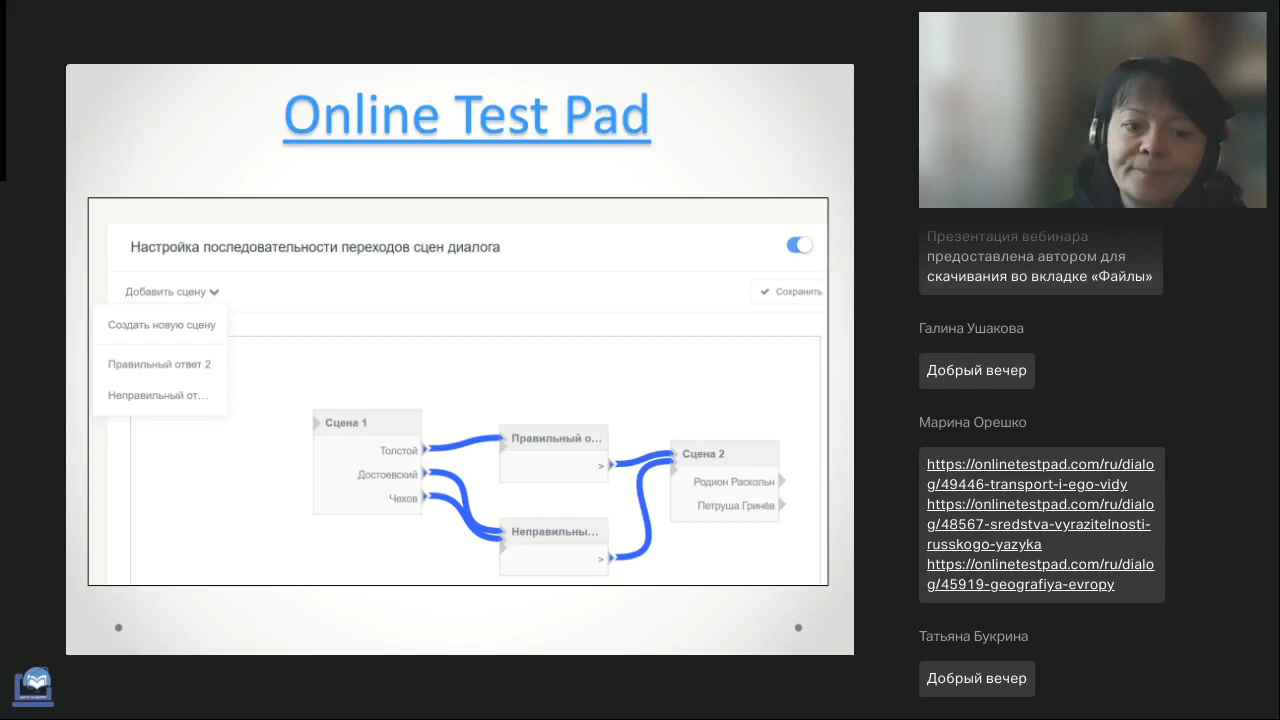 Online Test Pad
Настройка последовательности переходов сцен диалога
Добавить сцену
Сохранить
Создать новую сцену
Правильный ответ 2
Неправильный от...
Сцена 1
Толстой
Достоевский
Чехов
Правильный о...
>
Неправильны...
>
Сцена 2
Родион Раскольн
Петруша Гринёв
Презентация вебинара
предоставлена автором для
скачивания во вкладке «Файлы»
Галина Ушакова
Добрый вечер
Марина Орешко
https://onlinetestpad.com/ru/dialo
g/49446-transport-i-ego-vidy
https://onlinetestpad.com/ru/dialo
g/48567-sredstva-vyrazitelnosti-
russkogo-yazyka
https://onlinetestpad.com/ru/dialo
g/45919-geografiya-evropy
Татьяна Букрина
Добрый вечер